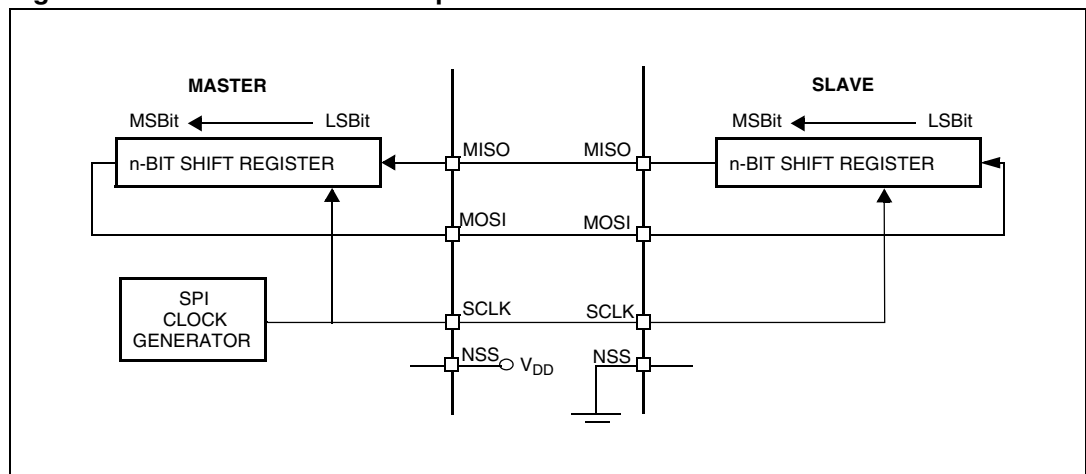 MASTER
SLAVE
MSBit LSBit
MSBit LSBit
n-BIT SHIFT REGISTER
MISO
MISO
n-BIT SHIFT REGISTER
MOSI
MOSI
SPI
CLOCK
GENERATOR
SCLK
SCLK
NSS
VDD
NSS